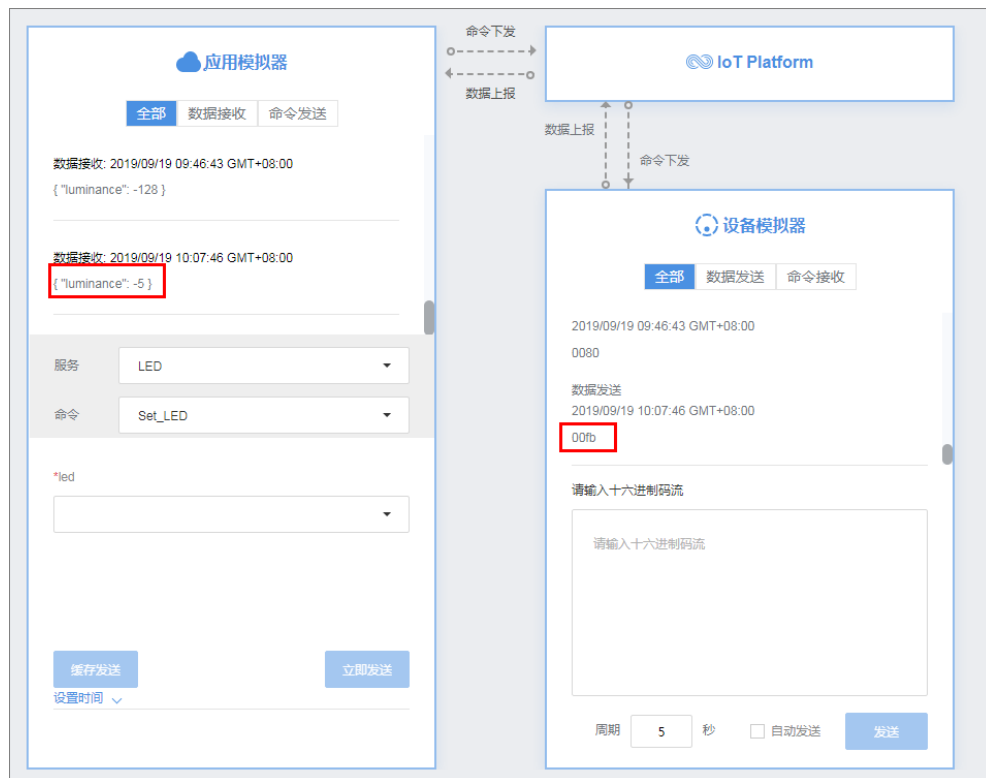 命令下发
数据上报
应用模拟器
全部
数据接收
命令发送
数据接收: 2019/09/19 09:46:43 GMT+08:00
{ "luminance": -128 }
数据接收: 2019/09/19 10:07:46 GMT+08:00
{ "luminance": -5 }
服务
LED
命令
Set_LED
*led
缓存发送
立即发送
设置时间
IoT Platform
数据上报
命令下发
设备模拟器
全部
数据发送
命令接收
2019/09/19 09:46:43 GMT+08:00
0080
数据发送
2019/09/19 10:07:46 GMT+08:00
00fb
请输入十六进制码流
请输入十六进制码流
周期
5
秒
自动发送
发送